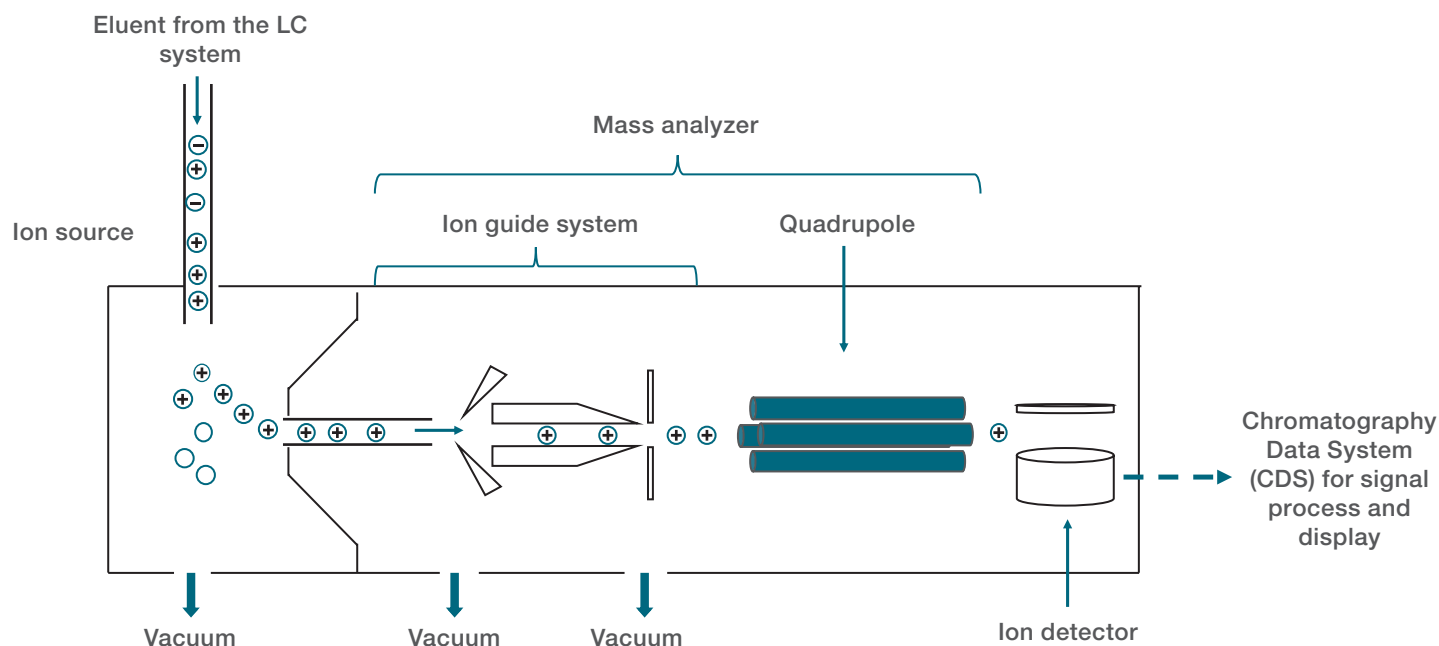 Eluent from the LC
system
Mass analyzer
Ion source
Ion guide system
Quadrupole
Chromatography
Data System
(CDS) for signal
process and
display
Vacuum
Vacuum
Vacuum
Ion detector